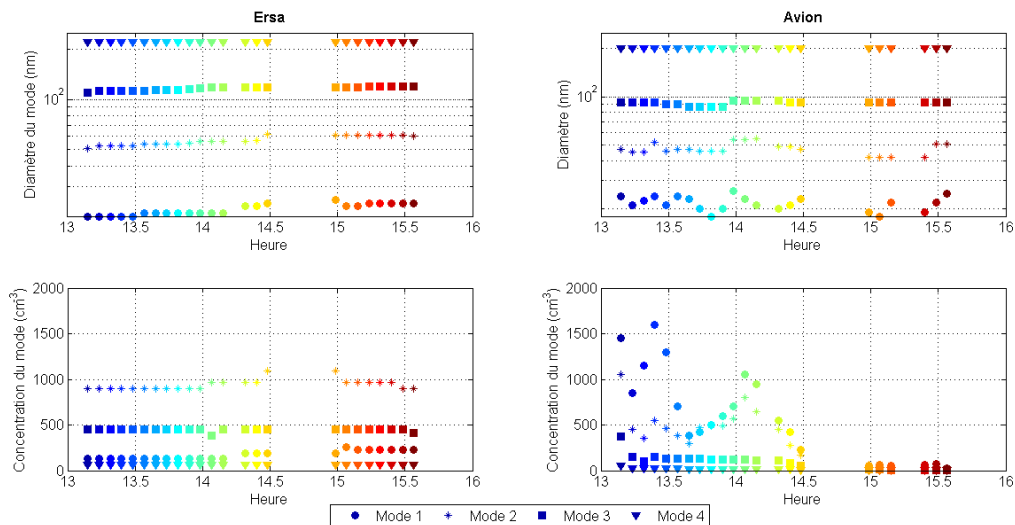 Ersa
Avion
Diamètre du mode (nm)
10²
13 13.5 14 14.5 15 15.5 16
Heure
Diamètre (nm)
10²
13 13.5 14 14.5 15 15.5 16
Heure
Concentration du mode (cm⁻³)
2000
1500
1000
500
0
13 13.5 14 14.5 15 15.5 16
Heure
Concentration du mode (cm⁻³)
2000
1500
1000
500
0
13 13.5 14 14.5 15 15.5 16
Heure
Mode 1 Mode 2 Mode 3 Mode 4